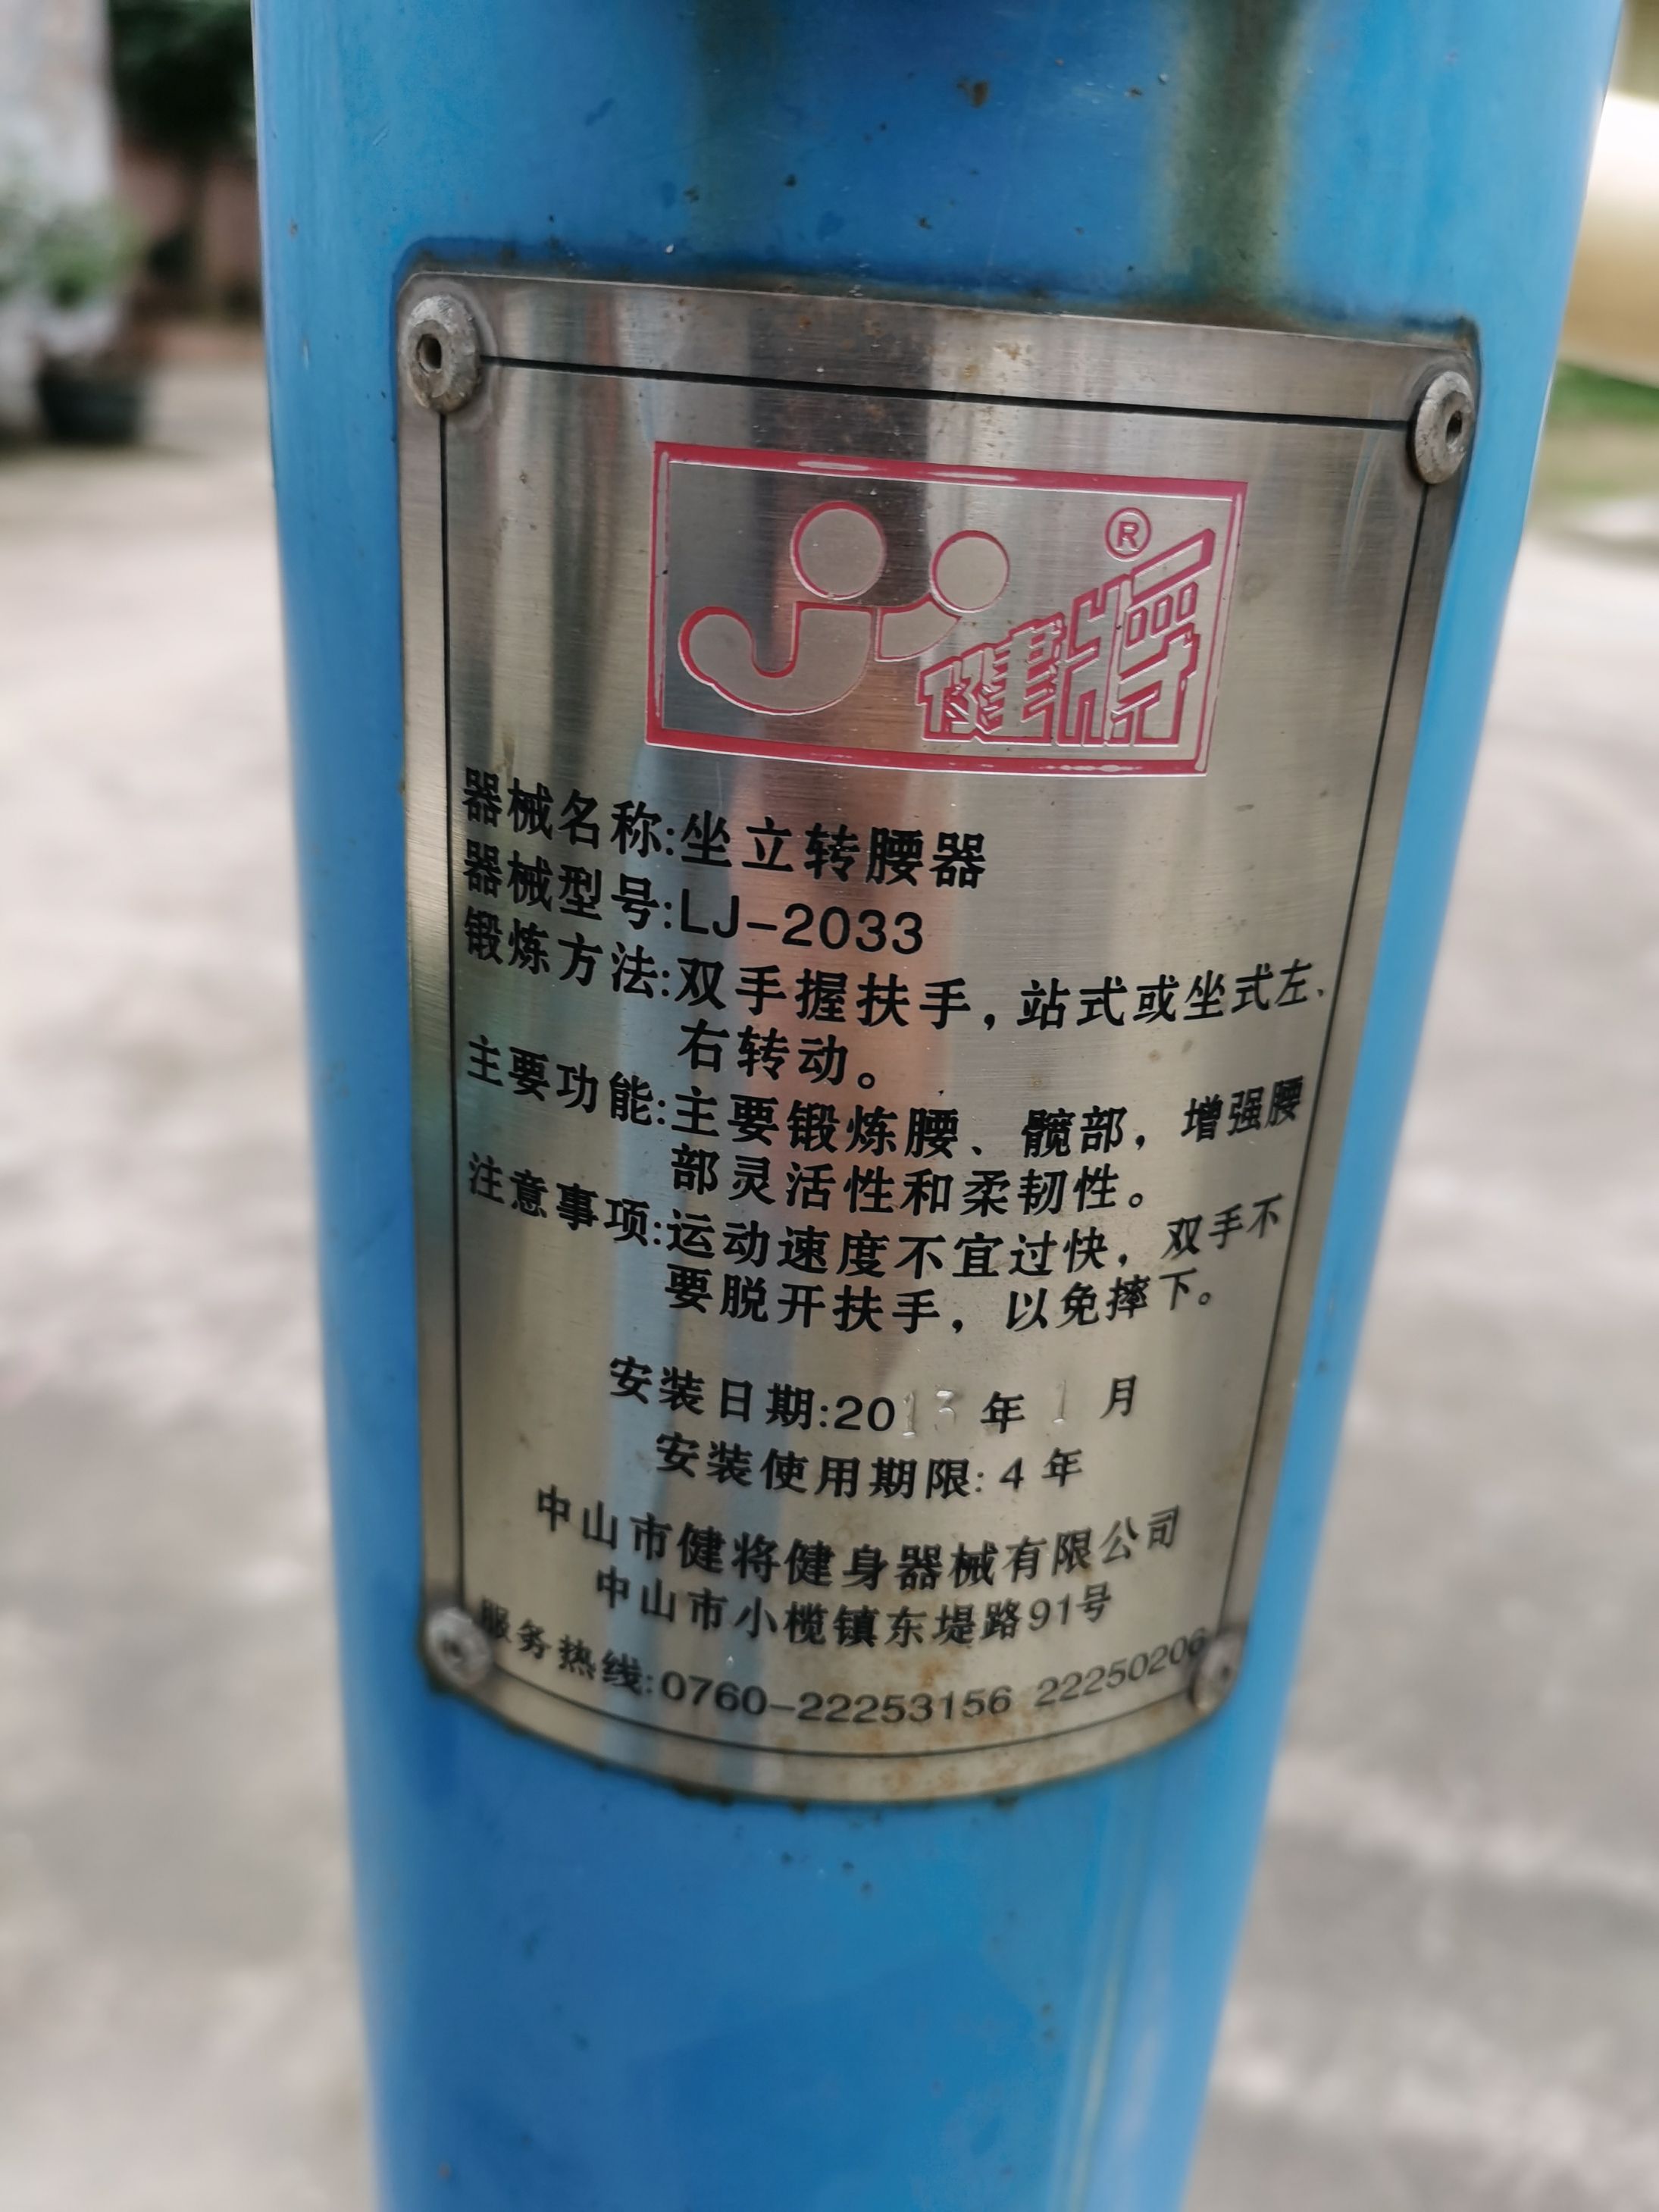 ®
健將
器械名称:坐立转腰器
器械型号:LJ-2033
锻炼方法:双手握扶手，站式或坐式左、
右转动。
主要功能:主要锻炼腰、髋部，增强腰
部灵活性和柔韧性。
注意事项:运动速度不宜过快，双手不
要脱开扶手，以免摔下。
安装日期:2013年1月
安装使用期限:4年
中山市健将健身器械有限公司
中山市小榄镇东堤路91号
服务热线:0760-22253156 22250206